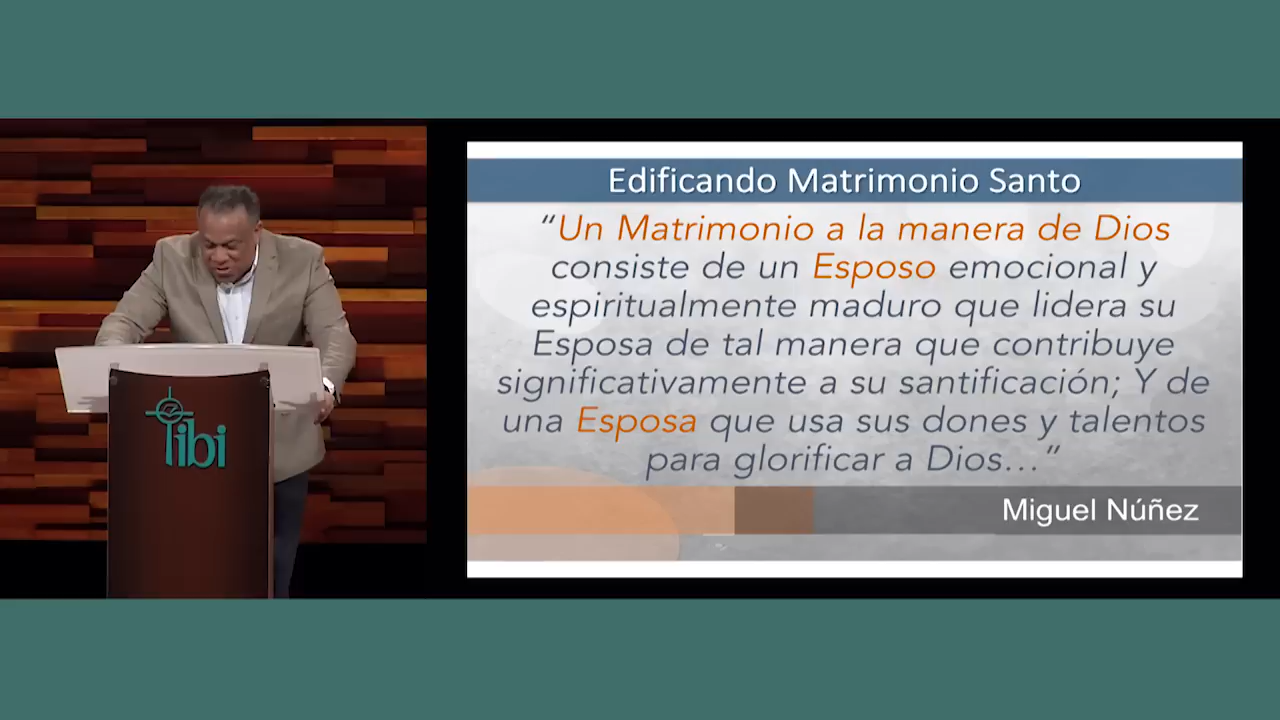 Edificando Matrimonio Santo
“Un Matrimonio a la manera de Dios
consiste de un Esposo emocional y
espiritualmente maduro que lidera su
Esposa de tal manera que contribuye
significativamente a su santificación; Y de
una Esposa que usa sus dones y talentos
para glorificar a Dios…”
Miguel Núñez
ibi